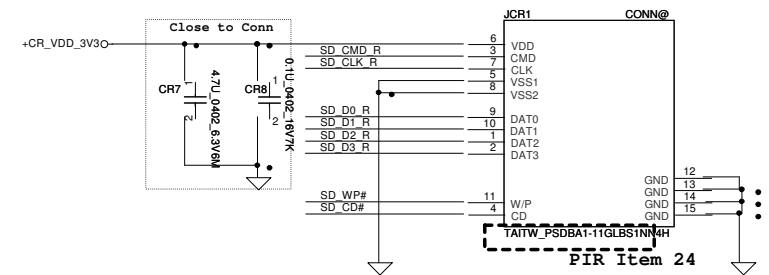 Close to Conn
JCR1 CONN@
+CR_VDD_3V3
6 VDD
SD_CMD_R 3 CMD
SD_CLK_R 7 CLK
5 VSS1
8 VSS2
CR7 1 2 4.7U_0402_6.3V6M
CR8 1 2 0.1U_0402_16V7K
SD_D0_R 9 DAT0
SD_D1_R 10 DAT1
SD_D2_R 1 DAT2
SD_D3_R 2 DAT3
GND 12
GND 13
GND 14
GND 15
SD_WP# 11 W/P
SD_CD# 4 CD
TAITW_PSDBA1-11GLBS1NN4H
PIR Item 24